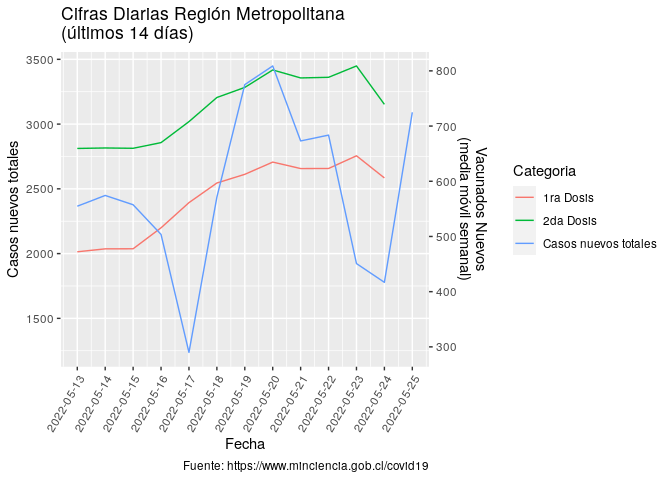 Cifras Diarias Región Metropolitana
(últimos 14 días)
3500
3000
2500
2000
1500
Casos nuevos totales
800
700
600
500
400
300
Vacunados Nuevos
(media móvil semanal)
2022-05-13
2022-05-14
2022-05-15
2022-05-16
2022-05-17
2022-05-18
2022-05-19
2022-05-20
2022-05-21
2022-05-22
2022-05-23
2022-05-24
2022-05-25
Fecha
Categoria
1ra Dosis
2da Dosis
Casos nuevos totales
Fuente: https://www.minciencia.gob.cl/covid19